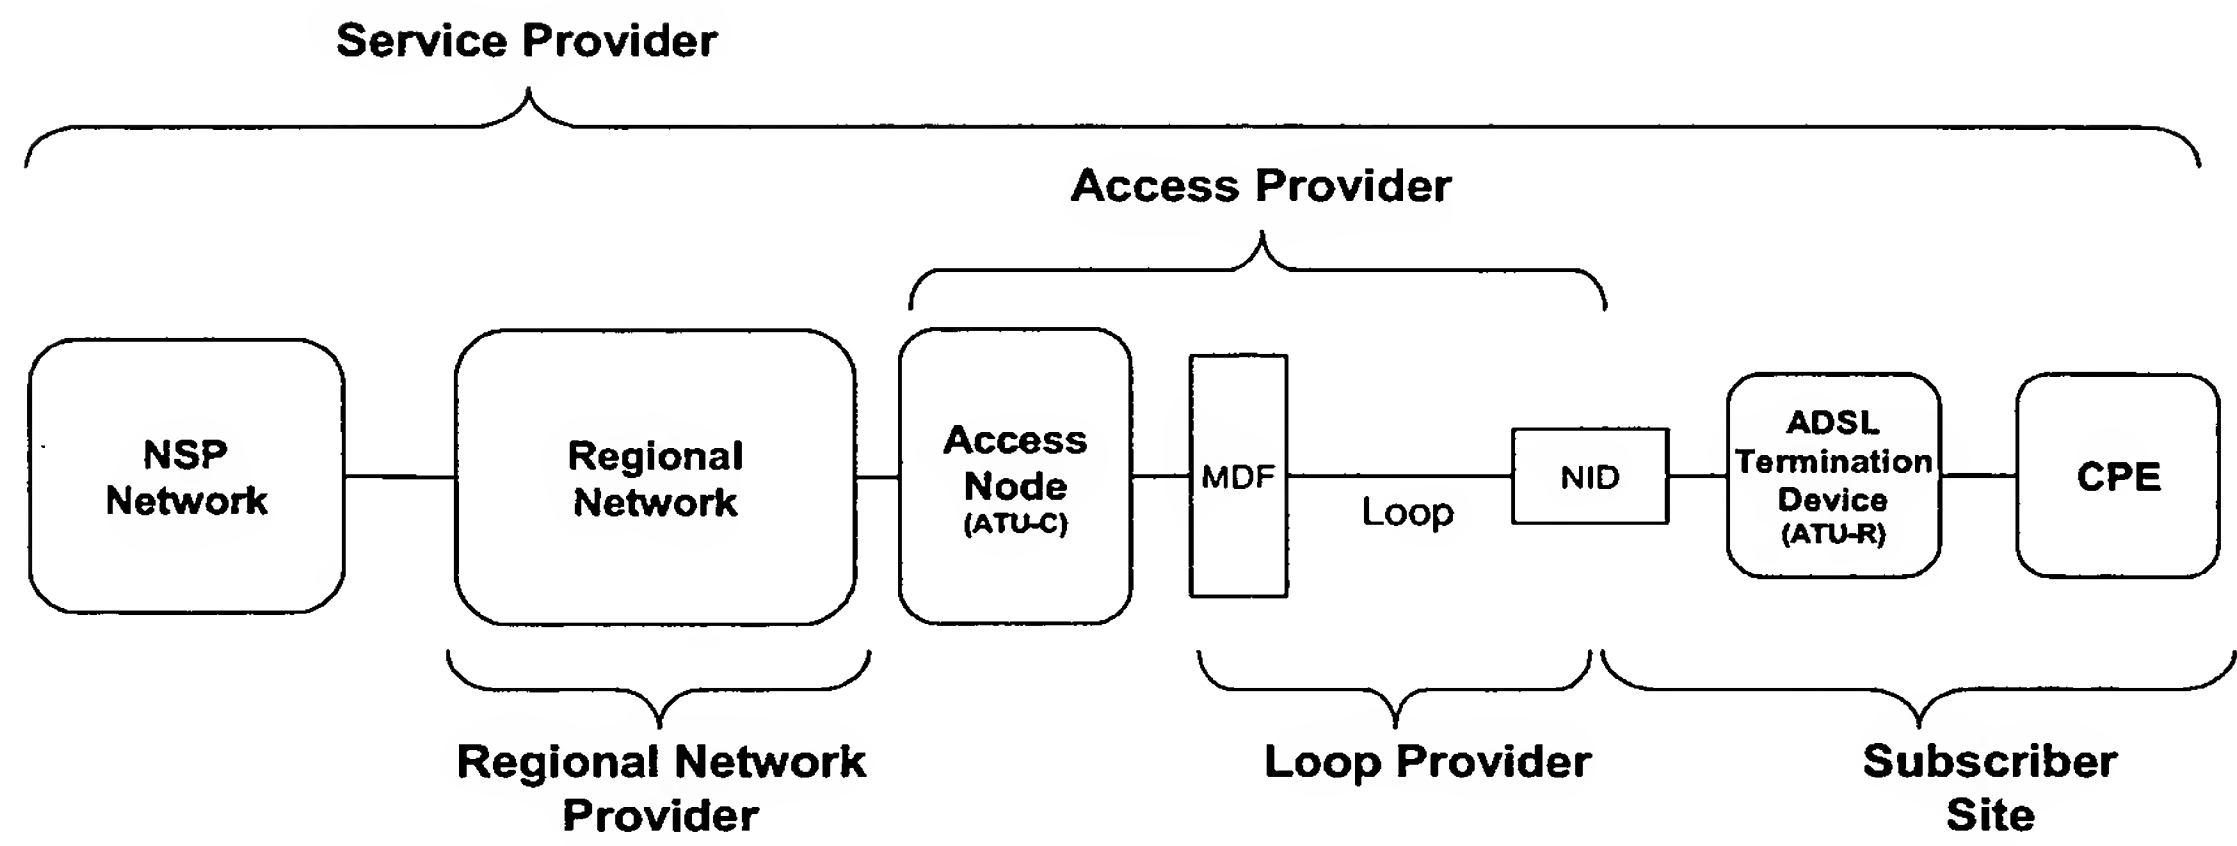 Service Provider
Access Provider
NSP
Network
Regional
Network
Access
Node
(ATU-C)
MDF
Loop
NID
ADSL
Termination
Device
(ATU-R)
CPE
Regional Network
Provider
Loop Provider
Subscriber
Site